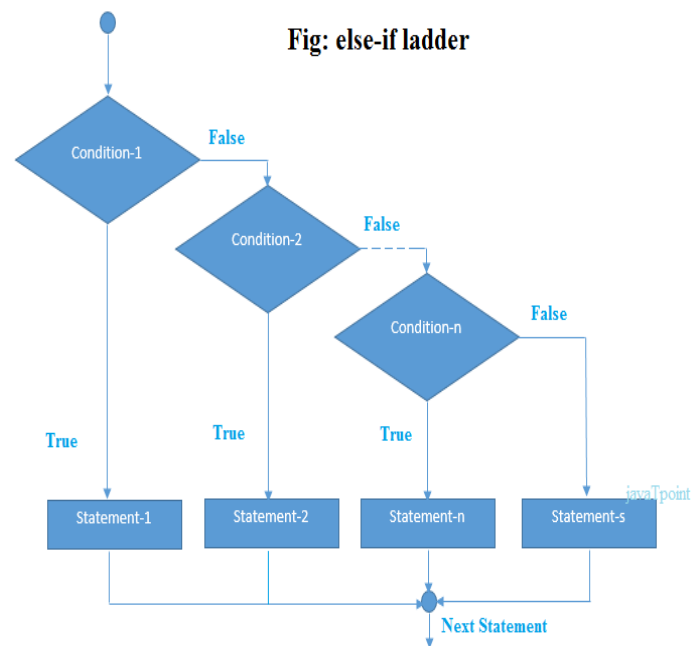 Fig: else-if ladder
Condition-1
False
Condition-2
False
Condition-n
False
True
True
True
javaTpoint
Statement-1
Statement-2
Statement-n
Statement-s
Next Statement